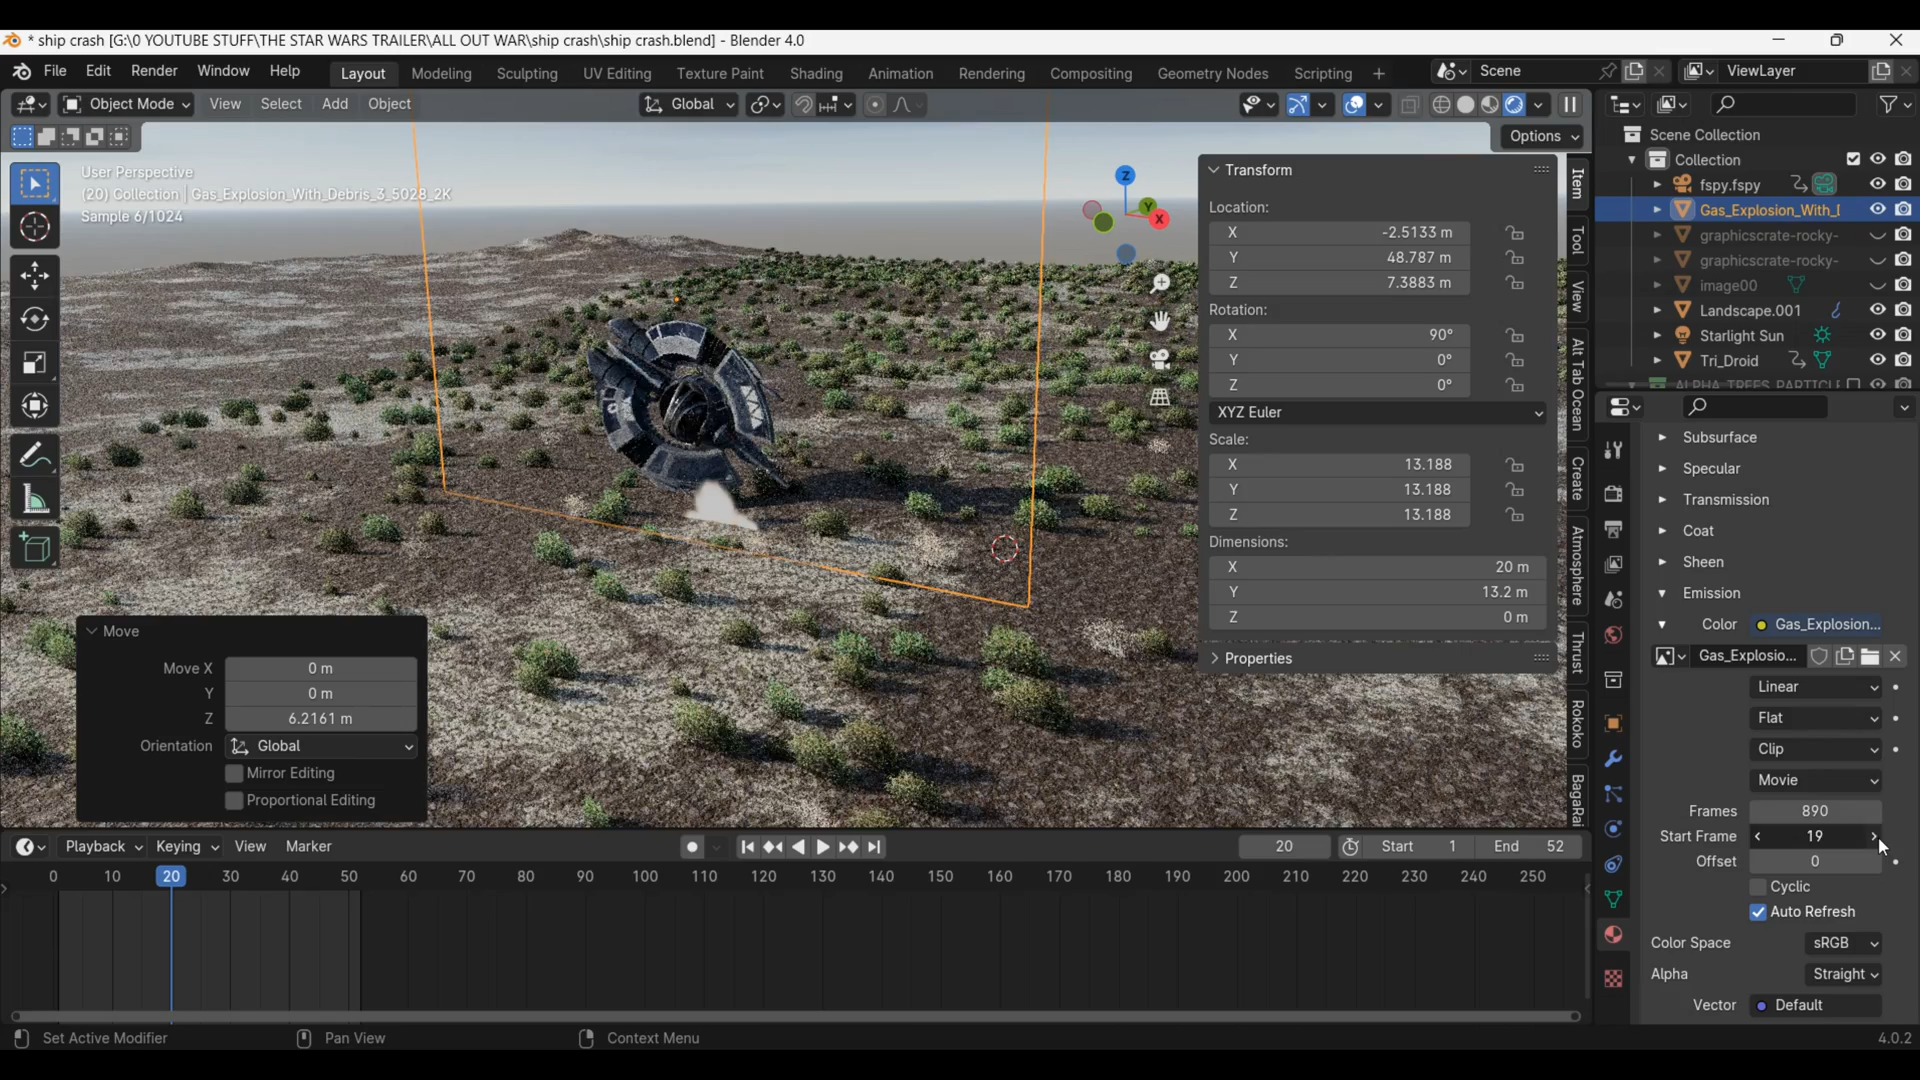 * ship crash [G:\0 YOUTUBE STUFF\THE STAR WARS TRAILER\ALL OUT WAR\ship crash\ship crash.blend] - Blender 4.0
File Edit Render Window Help Layout Modeling Sculpting UV Editing Texture Paint Shading Animation Rendering Compositing Geometry Nodes Scripting + Scene ViewLayer
Object Mode View Select Add Object Global
Options
User Perspective
(20) Collection | Gas_Explosion_With_Debris_3_5028_2K
Sample 6/1024
Z
Y
X
Transform
Location:
X -2.5133 m
Y 48.787 m
Z 7.3883 m
Rotation:
X 90°
Y 0°
Z 0°
XYZ Euler
Scale:
X 13.188
Y 13.188
Z 13.188
Dimensions:
X 20 m
Y 13.2 m
Z 0 m
Properties
Item
Tool
View
Alt Tab Ocean
Create
Atmosphere
Thrust
Rokoko
BagaRai
Scene Collection
Collection
fspy.fspy
Gas_Explosion_With_
graphicscrate-rocky-
graphicscrate-rocky-
image00
Landscape.001
Starlight Sun
Tri_Droid
ALPHA TREES PARTICLE
Subsurface
Specular
Transmission
Coat
Sheen
Emission
Color Gas_Explosion...
Gas_Explosio...
Linear
Flat
Clip
Movie
Frames 890
Start Frame 19
Offset 0
Cyclic
Auto Refresh
Color Space sRGB
Alpha Straight
Vector Default
Move
Move X 0 m
Y 0 m
Z 6.2161 m
Orientation Global
Mirror Editing
Proportional Editing
Playback Keying View Marker 20 Start 1 End 52
0 10 20 30 40 50 60 70 80 90 100 110 120 130 140 150 160 170 180 190 200 210 220 230 240 250
Set Active Modifier Pan View Context Menu 4.0.2